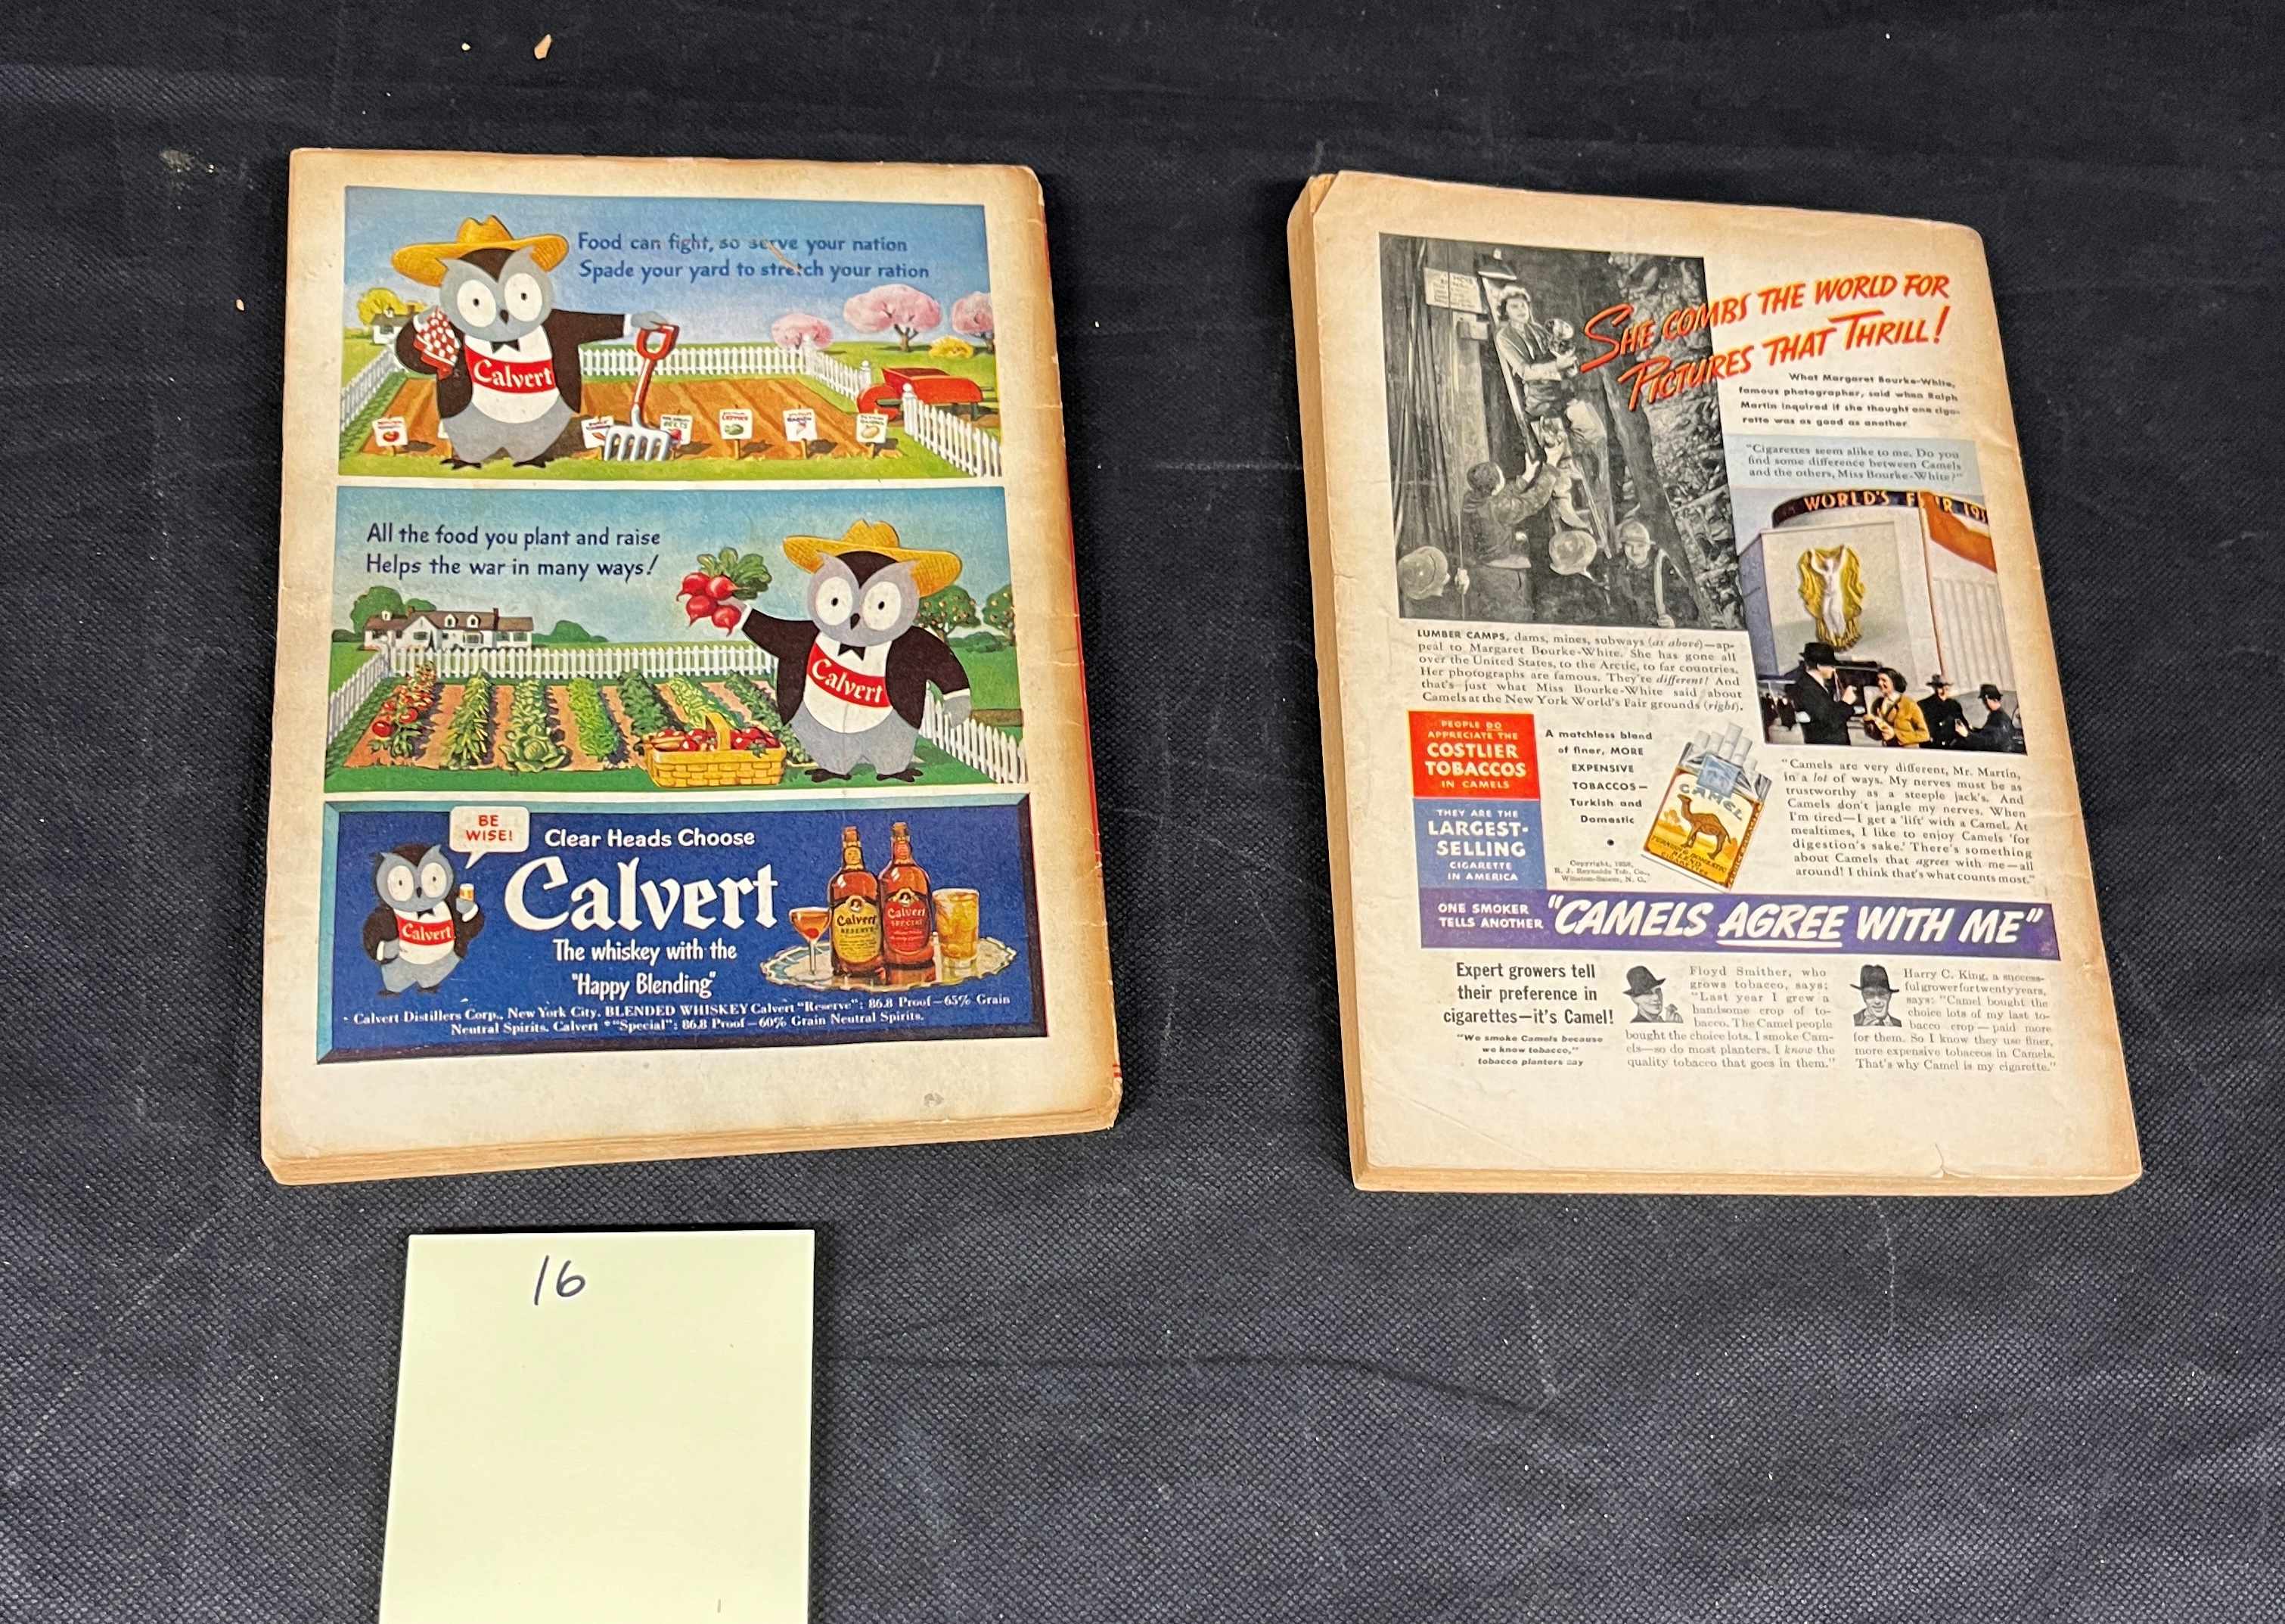 Food can fight, so serve your nation
Spade your yard to stretch your ration
Calvert
All the food you plant and raise
Helps the war in many ways!
Calvert
BE
WISE!
Clear Heads Choose
Calvert
Calvert
The whiskey with the
"Happy Blending"
Calvert
RESERVE
Calvert
SPECIAL
Calvert Distillers Corp., New York City. BLENDED WHISKEY Calvert "Reserve": 86.8 Proof—65% Grain
Neutral Spirits. Calvert "Special": 86.8 Proof—60% Grain Neutral Spirits.
SHE COMBS THE WORLD FOR
PICTURES THAT THRILL!
What Margaret Bourke-White,
famous photographer, said when Ralph
Martin inquired if she thought one ciga-
rette was as good as another
"Cigarettes seem alike to me. Do you
find some difference between Camels
and the others, Miss Bourke-White?"
WORLD'S FAIR 19
LUMBER CAMPS, dams, mines, subways (as above)—ap-
peal to Margaret Bourke-White. She has gone all
over the United States, to the Arctic, to far countries.
Her photographs are famous. They're different! And
that's just what Miss Bourke-White said about
Camels at the New York World's Fair grounds (right).
PEOPLE DO
APPRECIATE THE
COSTLIER
TOBACCOS
IN CAMELS
THEY ARE THE
LARGEST-
SELLING
CIGARETTE
IN AMERICA
A matchless blend
of finer, MORE
EXPENSIVE
TOBACCOS—
Turkish and
Domestic
Copyright, 1938,
R. J. Reynolds Tob. Co.,
Winston-Salem, N. C.
CAMEL
"Camels are very different, Mr. Martin,
in a lot of ways. My nerves must be as
trustworthy as a steeple jack's. And
Camels don't jangle my nerves. When
I'm tired—I get a 'lift' with a Camel. At
mealtimes, I like to enjoy Camels 'for
digestion's sake.' There's something
about Camels that agrees with me—all
around! I think that's what counts most."
ONE SMOKER
TELLS ANOTHER
"CAMELS AGREE WITH ME"
Expert growers tell
their preference in
cigarettes—it's Camel!
"We smoke Camels because
we know tobacco,"
tobacco planters say
Floyd Smither, who
grows tobacco, says:
"Last year I grew a
handsome crop of to-
bacco. The Camel people
bought the choice lots. I smoke Cam-
els—so do most planters. I know the
quality tobacco that goes in them."
Harry C. King, a success-
ful grower for twenty years,
says: "Camel bought the
choice lots of my last to-
bacco crop—paid more
for them. So I know they use finer,
more expensive tobaccos in Camels.
That's why Camel is my cigarette."
16